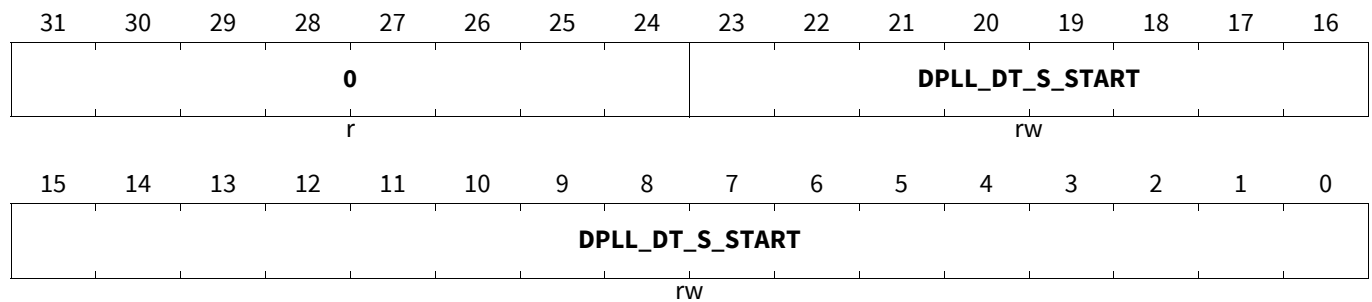 31 30 29 28 27 26 25 24 23 22 21 20 19 18 17 16
0 DPLL_DT_S_START
r rw
15 14 13 12 11 10 9 8 7 6 5 4 3 2 1 0
DPLL_DT_S_START
rw